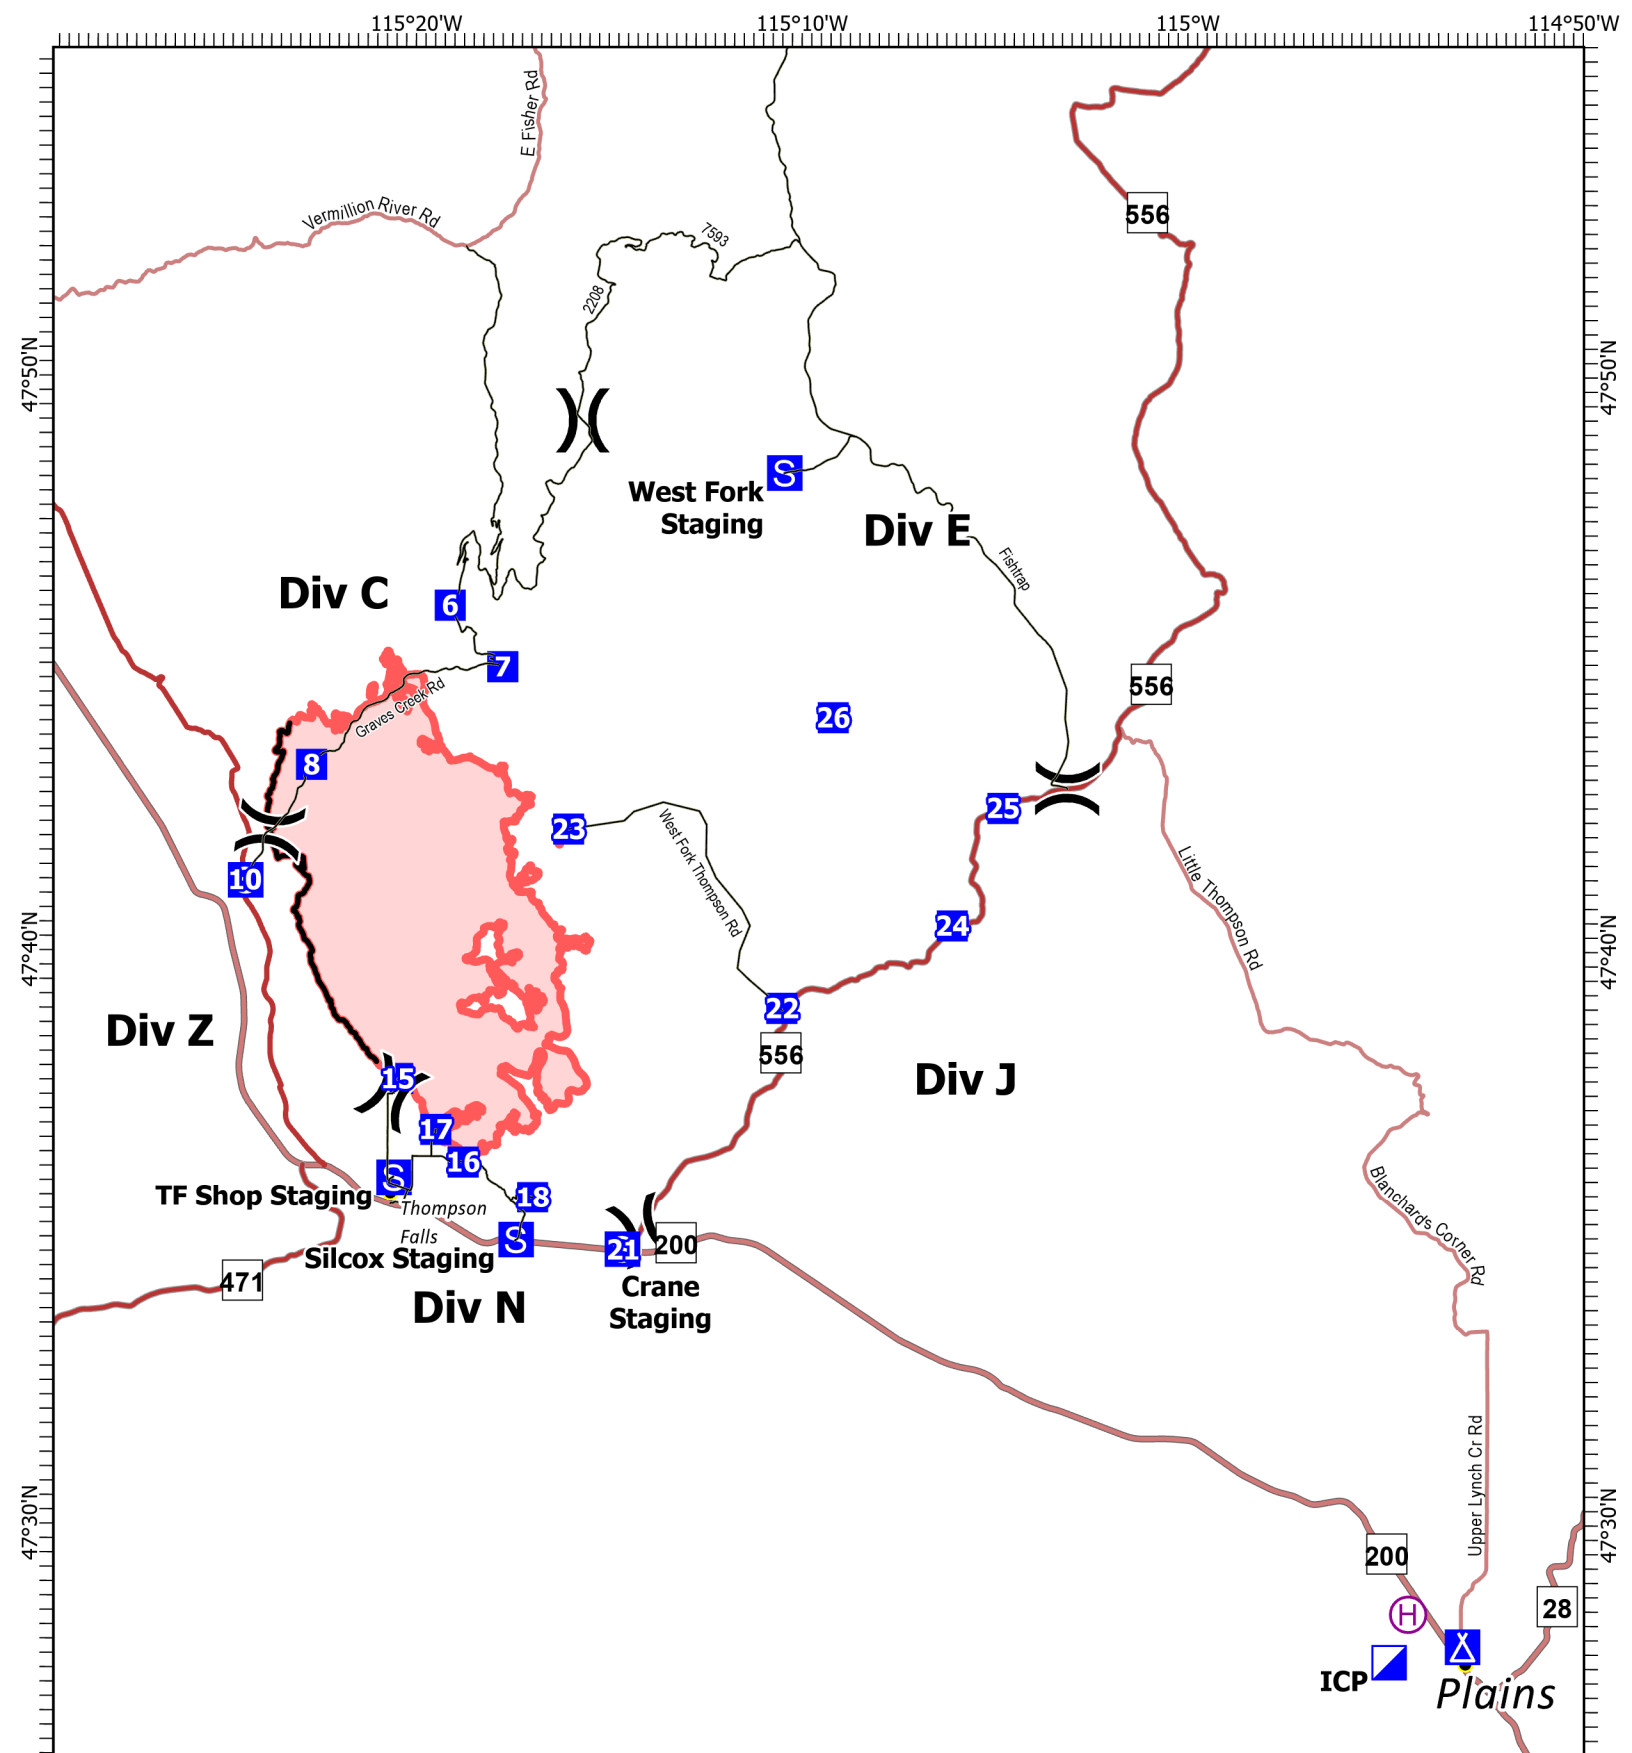 115°20'W
115°10'W
115°W
114°50'W
E Fisher Rd
Vermillion River Rd
556
7593
2208
47°50'N
47°50'N
S
West Fork
Staging
Div E
Fishtrap
Div C
6
7
556
Graves Creek Rd
26
8
25
23
West Fork Thompson Rd
Little Thompson Rd
10
24
47°40'N
47°40'N
22
Div Z
556
15
Div J
17
16
S
TF Shop Staging
18
Thompson
Falls
Blanchards Corner Rd
S
Silcox Staging
21
200
471
Crane
Staging
Div N
Upper Lynch Cr Rd
47°30'N
47°30'N
200
28
H
ICP
Plains